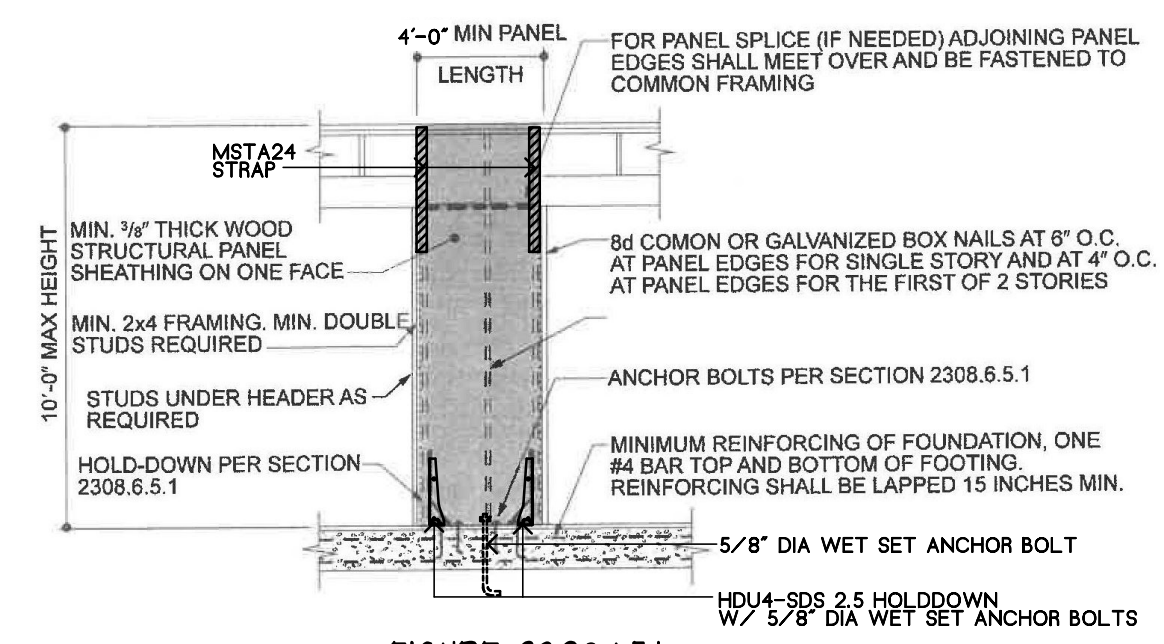 4'-0" MIN PANEL
LENGTH
FOR PANEL SPLICE (IF NEEDED) ADJOINING PANEL
EDGES SHALL MEET OVER AND BE FASTENED TO
COMMON FRAMING
MSTA24
STRAP
10'-0" MAX HEIGHT
MIN. 3/8" THICK WOOD
STRUCTURAL PANEL
SHEATHING ON ONE FACE
8d COMON OR GALVANIZED BOX NAILS AT 6" O.C.
AT PANEL EDGES FOR SINGLE STORY AND AT 4" O.C.
AT PANEL EDGES FOR THE FIRST OF 2 STORIES
MIN. 2x4 FRAMING. MIN. DOUBLE
STUDS REQUIRED
STUDS UNDER HEADER AS
REQUIRED
ANCHOR BOLTS PER SECTION 2308.6.5.1
HOLD-DOWN PER SECTION
2308.6.5.1
MINIMUM REINFORCING OF FOUNDATION, ONE
#4 BAR TOP AND BOTTOM OF FOOTING.
REINFORCING SHALL BE LAPPED 15 INCHES MIN.
5/8" DIA WET SET ANCHOR BOLT
HDU4-SDS 2.5 HOLDDOWN
W/ 5/8" DIA WET SET ANCHOR BOLTS